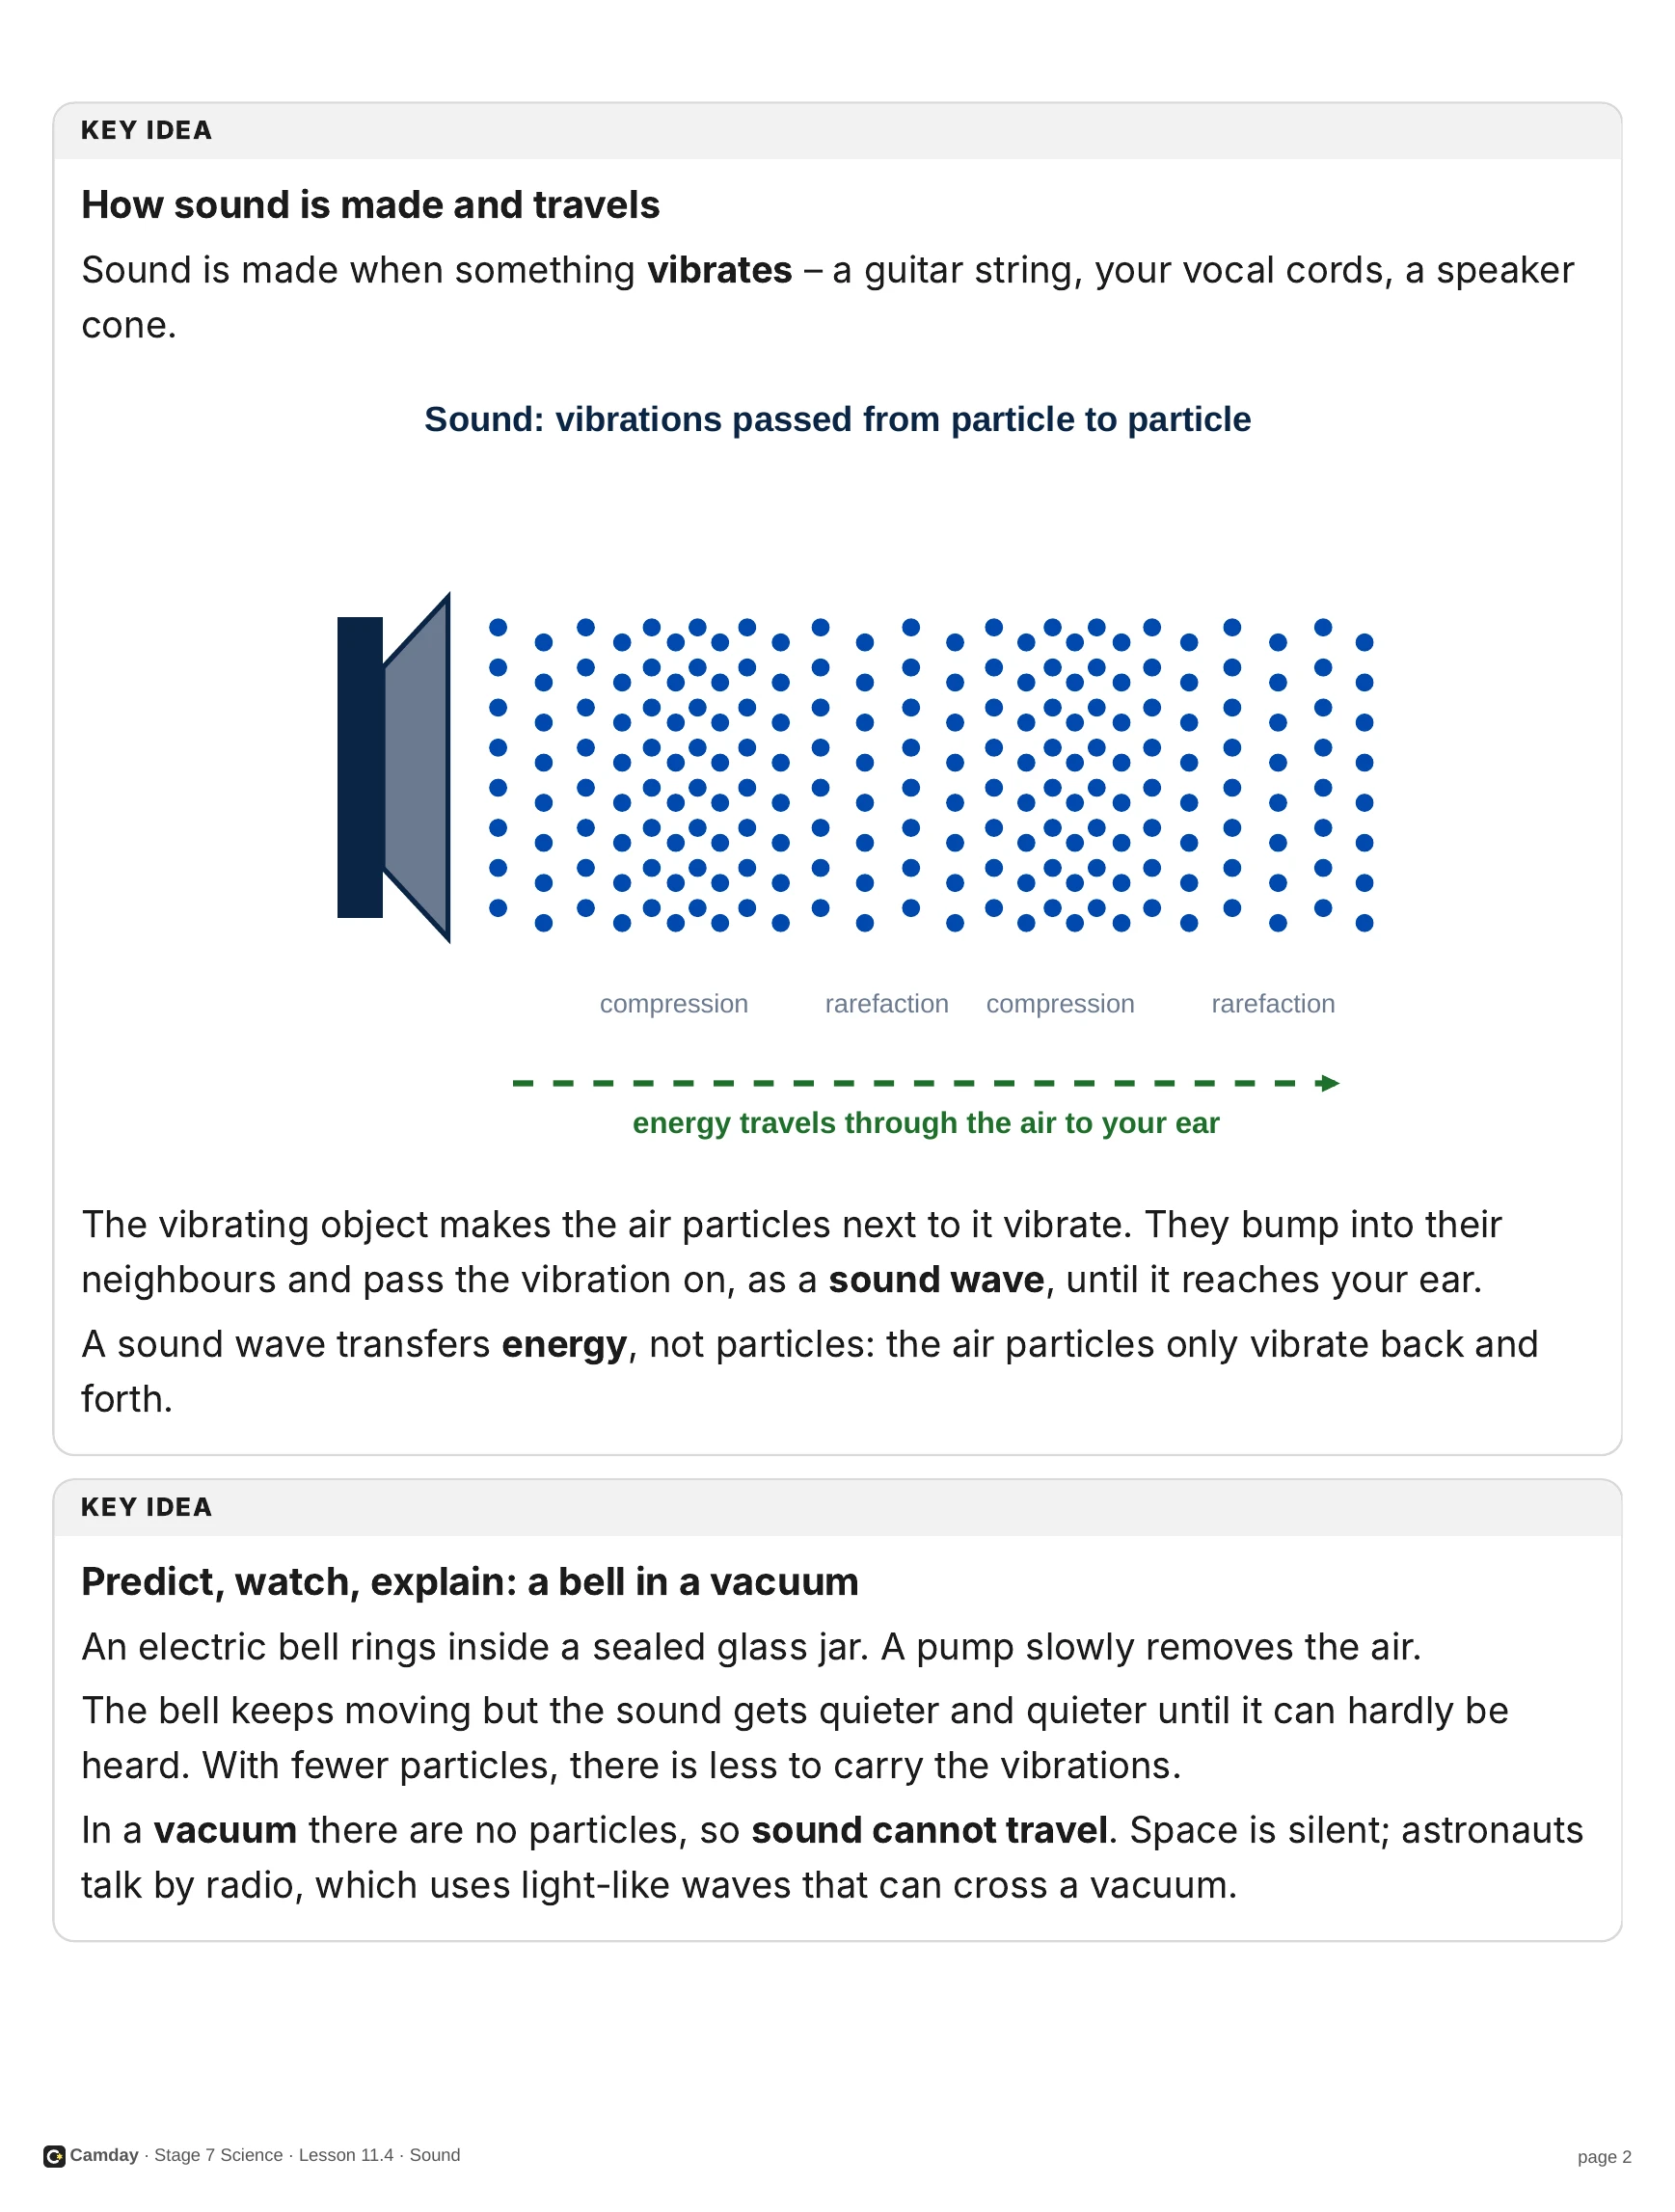 KEY IDEA
How sound is made and travels
Sound is made when something vibrates – a guitar string, your vocal cords, a speaker
cone.
Sound: vibrations passed from particle to particle
compression rarefaction compression rarefaction
energy travels through the air to your ear
The vibrating object makes the air particles next to it vibrate. They bump into their
neighbours and pass the vibration on, as a sound wave, until it reaches your ear.
A sound wave transfers energy, not particles: the air particles only vibrate back and
forth.
KEY IDEA
Predict, watch, explain: a bell in a vacuum
An electric bell rings inside a sealed glass jar. A pump slowly removes the air.
The bell keeps moving but the sound gets quieter and quieter until it can hardly be
heard. With fewer particles, there is less to carry the vibrations.
In a vacuum there are no particles, so sound cannot travel. Space is silent; astronauts
talk by radio, which uses light-like waves that can cross a vacuum.
Camday · Stage 7 Science · Lesson 11.4 · Sound page 2